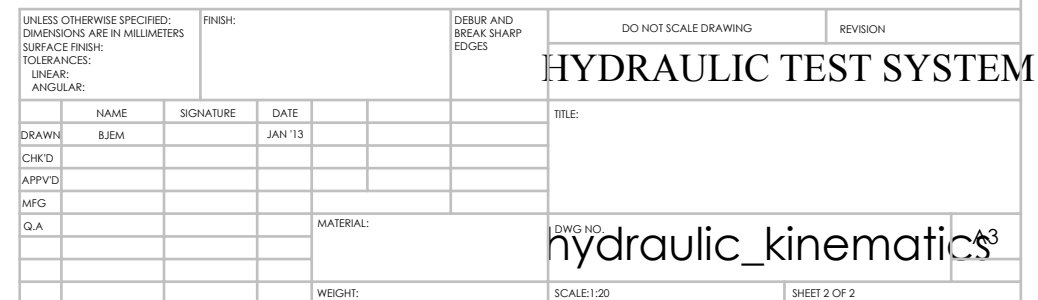 UNLESS OTHERWISE SPECIFIED:
DIMENSIONS ARE IN MILLIMETERS
SURFACE FINISH:
TOLERANCES:
LINEAR:
ANGULAR:
FINISH:
DEBUR AND
BREAK SHARP
EDGES
DO NOT SCALE DRAWING
REVISION
HYDRAULIC TEST SYSTEM
NAME
SIGNATURE
DATE
TITLE:
DRAWN
BJEM
JAN '13
CHK'D
APPV'D
MFG
Q.A
MATERIAL:
DWG NO.
hydraulic_kinematics
A3
WEIGHT:
SCALE:1:20
SHEET 2 OF 2